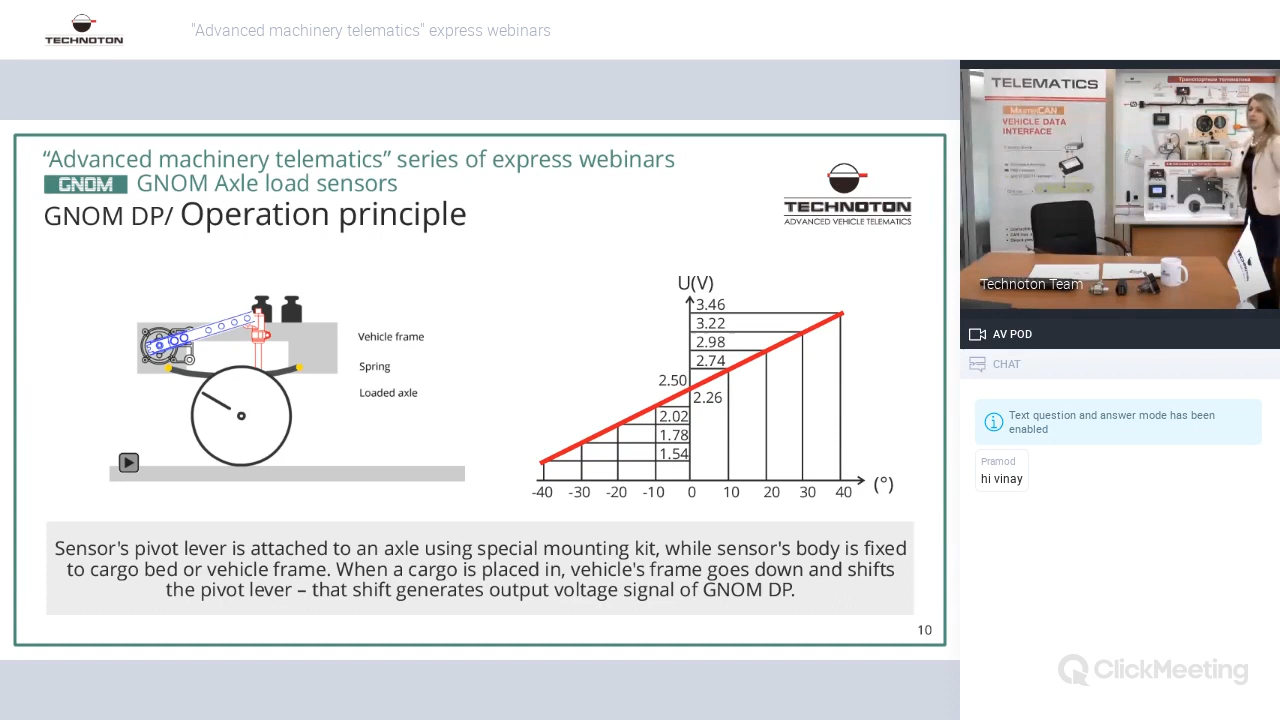 TECHNOTON
"Advanced machinery telematics" express webinars
“Advanced machinery telematics” series of express webinars
GNOM GNOM Axle load sensors
GNOM DP/ Operation principle
TECHNOTON
ADVANCED VEHICLE TELEMATICS
Vehicle frame
Spring
Loaded axle
U(V)
3.46
3.22
2.98
2.74
2.50
2.26
2.02
1.78
1.54
-40 -30 -20 -10 0 10 20 30 40 (°)
Sensor's pivot lever is attached to an axle using special mounting kit, while sensor's body is fixed
to cargo bed or vehicle frame. When a cargo is placed in, vehicle's frame goes down and shifts
the pivot lever – that shift generates output voltage signal of GNOM DP.
10
TELEMATICS
MasterCAN
VEHICLE DATA
INTERFACE
Транспортная телематика
Technoton Team
AV POD
CHAT
Text question and answer mode has been
enabled
Pramod
hi vinay
ClickMeeting